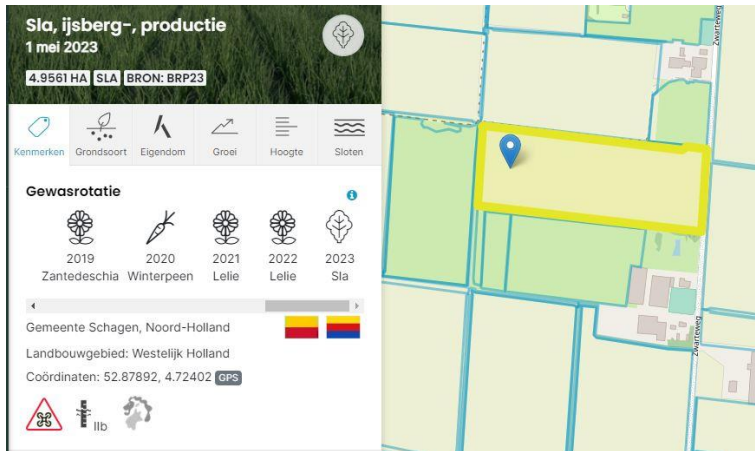 Sla, ijsberg-, productie
1 mei 2023
4.9561 HA SLA BRON: BRP23
Kenmerken Grondsoort Eigendom Groei Hoogte Sloten
Gewasrotatie
2019 2020 2021 2022 2023
Zantedeschia Winterpeen Lelie Lelie Sla
Gemeente Schagen, Noord-Holland
Landbouwgebied: Westelijk Holland
Coördinaten: 52.87892, 4.72402 GPS
IIb
Zwarteweg
Zwarteweg